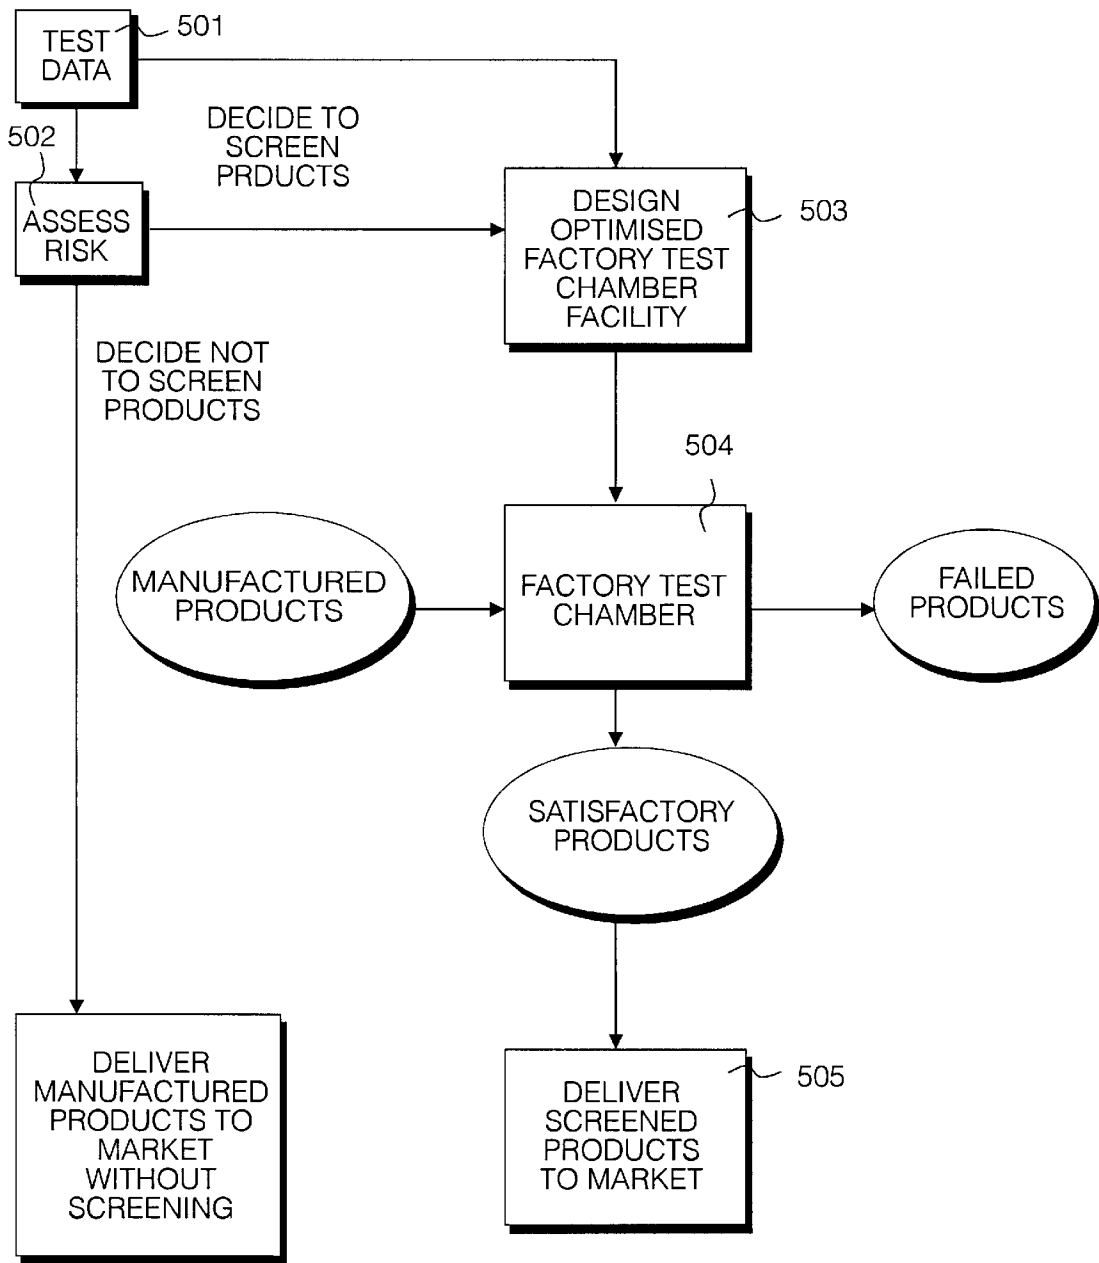 TEST
DATA
501
DECIDE TO
SCREEN
PRDUCTS
502
ASSESS
RISK
DESIGN
OPTIMISED
FACTORY TEST
CHAMBER
FACILITY
503
DECIDE NOT
TO SCREEN
PRODUCTS
504
MANUFACTURED
PRODUCTS
FACTORY TEST
CHAMBER
FAILED
PRODUCTS
SATISFACTORY
PRODUCTS
DELIVER
MANUFACTURED
PRODUCTS TO
MARKET
WITHOUT
SCREENING
DELIVER
SCREENED
PRODUCTS
TO MARKET
505